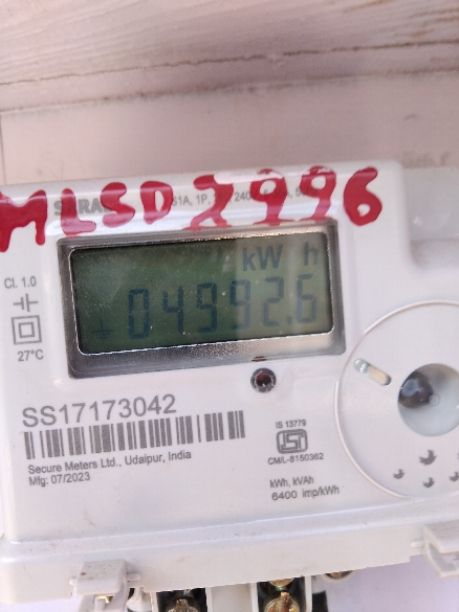 MLSD2996
kW h
04992.6
Cl. 1.0
27°C
SS17173042
Secure Meters Ltd., Udaipur, India
Mfg: 07/2023
IS 13779
CM/L-8150362
kWh, kVAh
6400 imp/kWh